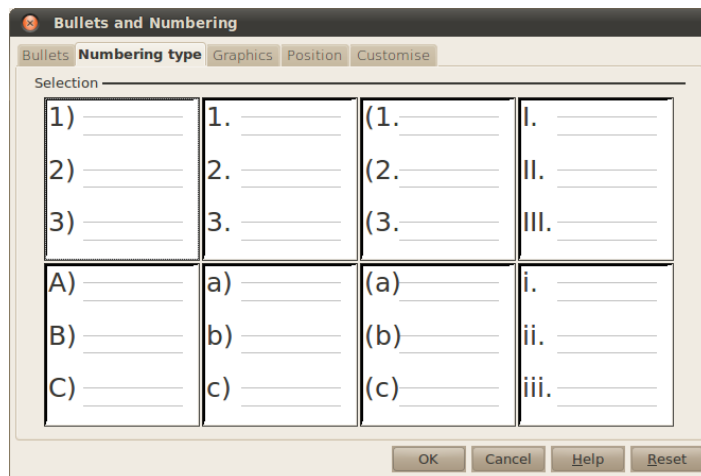 Bullets and Numbering
Bullets Numbering type Graphics Position Customise
Selection
1) 1. (1. I.
2) 2. (2. II.
3) 3. (3. III.
A) a) (a) i.
B) b) (b) ii.
C) c) (c) iii.
OK Cancel Help Reset